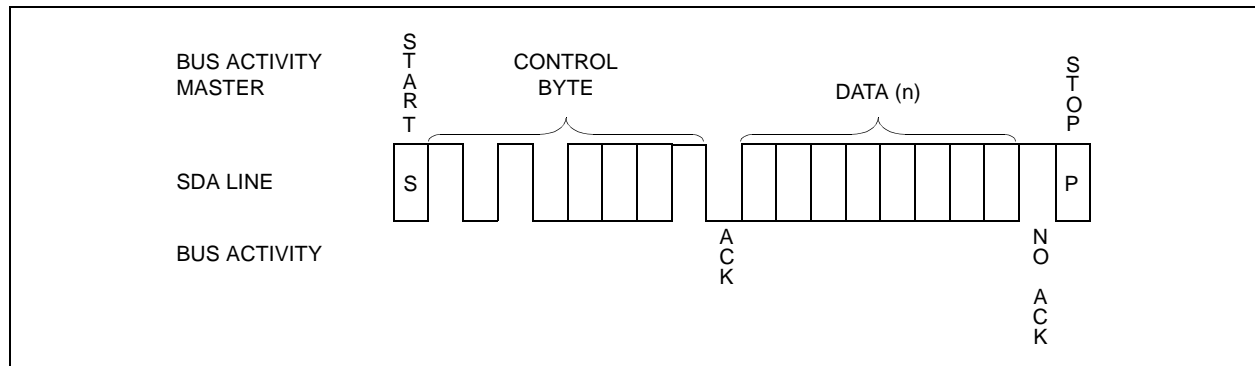 BUS ACTIVITY
MASTER
START
CONTROL
BYTE
DATA (n)
STOP
SDA LINE
S
P
BUS ACTIVITY
ACK
NO ACK